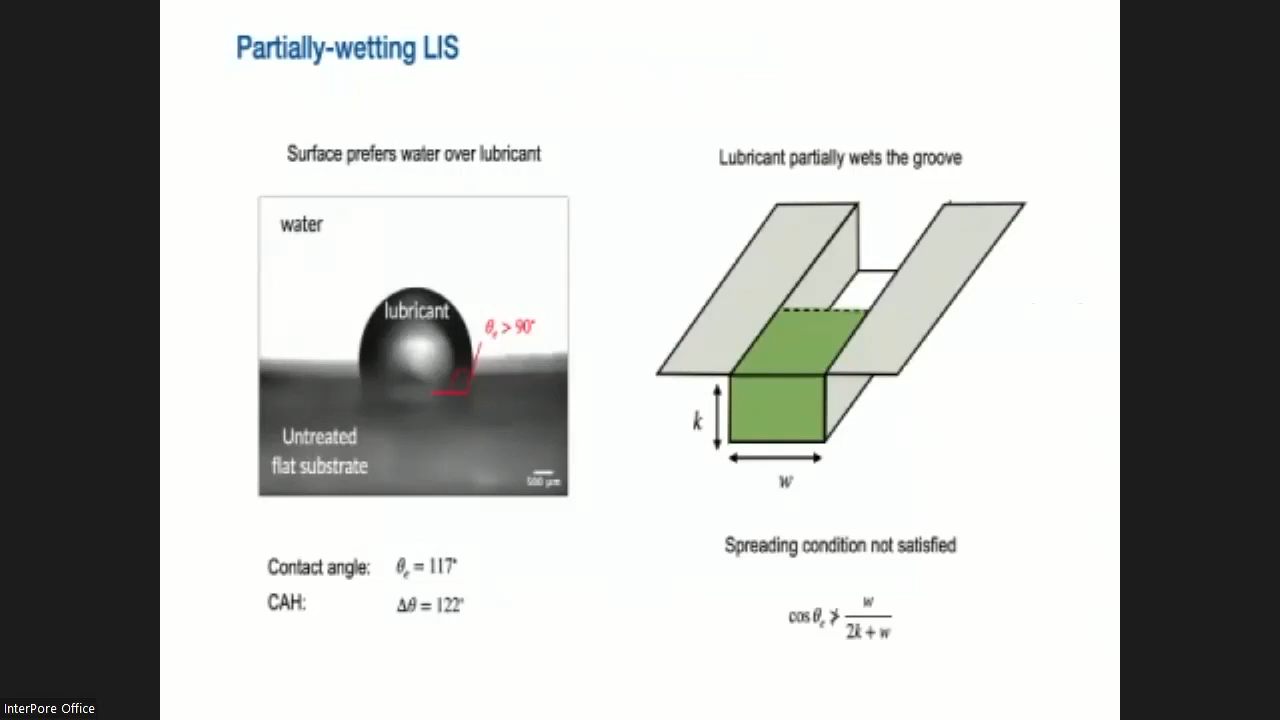 Partially-wetting LIS
Surface prefers water over lubricant
water
lubricant
θe > 90°
Untreated
flat substrate
500 μm
Contact angle: θe = 117°
CAH: Δθ = 122°
Lubricant partially wets the groove
k
w
Spreading condition not satisfied
cos θe ≯ w
2k + w
InterPore Office